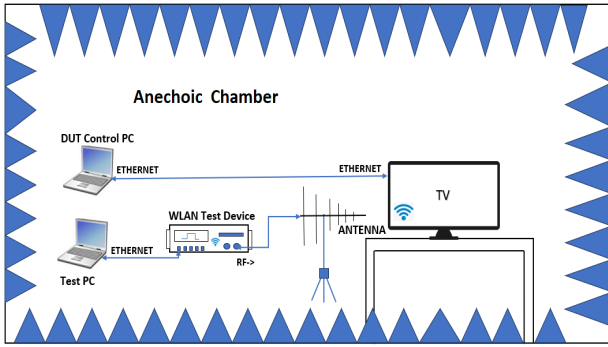 Anechoic Chamber
DUT Control PC
ETHERNET
ETHERNET
TV
WLAN Test Device
ANTENNA
ETHERNET
RF->
Test PC